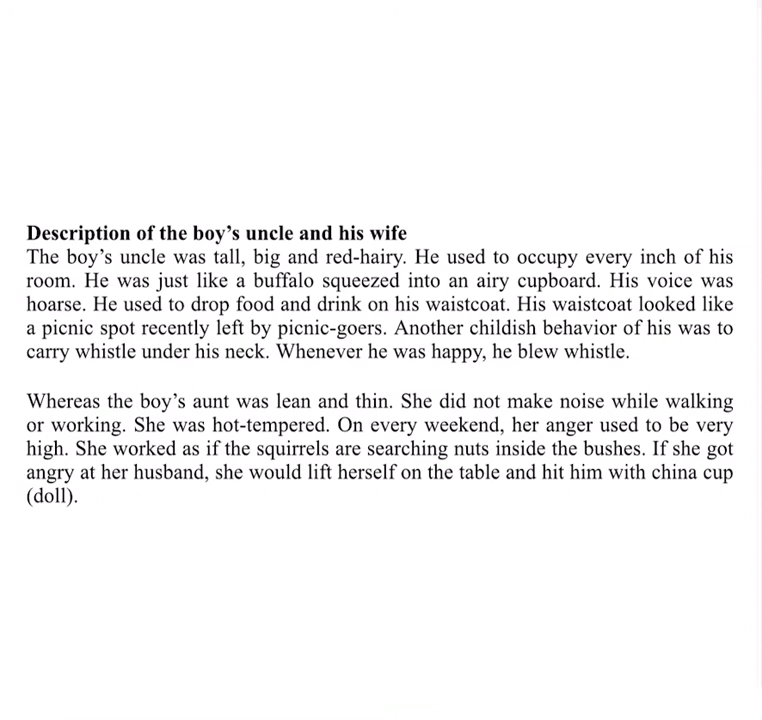 Description of the boy's uncle and his wife
The boy's uncle was tall, big and red-hairy. He used to occupy every inch of his
room. He was just like a buffalo squeezed into an airy cupboard. His voice was
hoarse. He used to drop food and drink on his waistcoat. His waistcoat looked like
a picnic spot recently left by picnic-goers. Another childish behavior of his was to
carry whistle under his neck. Whenever he was happy, he blew whistle.
Whereas the boy's aunt was lean and thin. She did not make noise while walking
or working. She was hot-tempered. On every weekend, her anger used to be very
high. She worked as if the squirrels are searching nuts inside the bushes. If she got
angry at her husband, she would lift herself on the table and hit him with china cup
(doll).